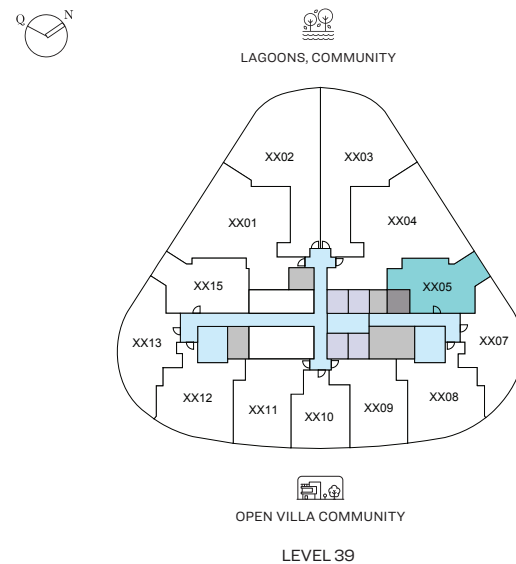 Q N
LAGOONS, COMMUNITY
XX02 XX03
XX01 XX04
XX15 XX05
XX13 XX07
XX12 XX11 XX10 XX09 XX08
OPEN VILLA COMMUNITY
LEVEL 39